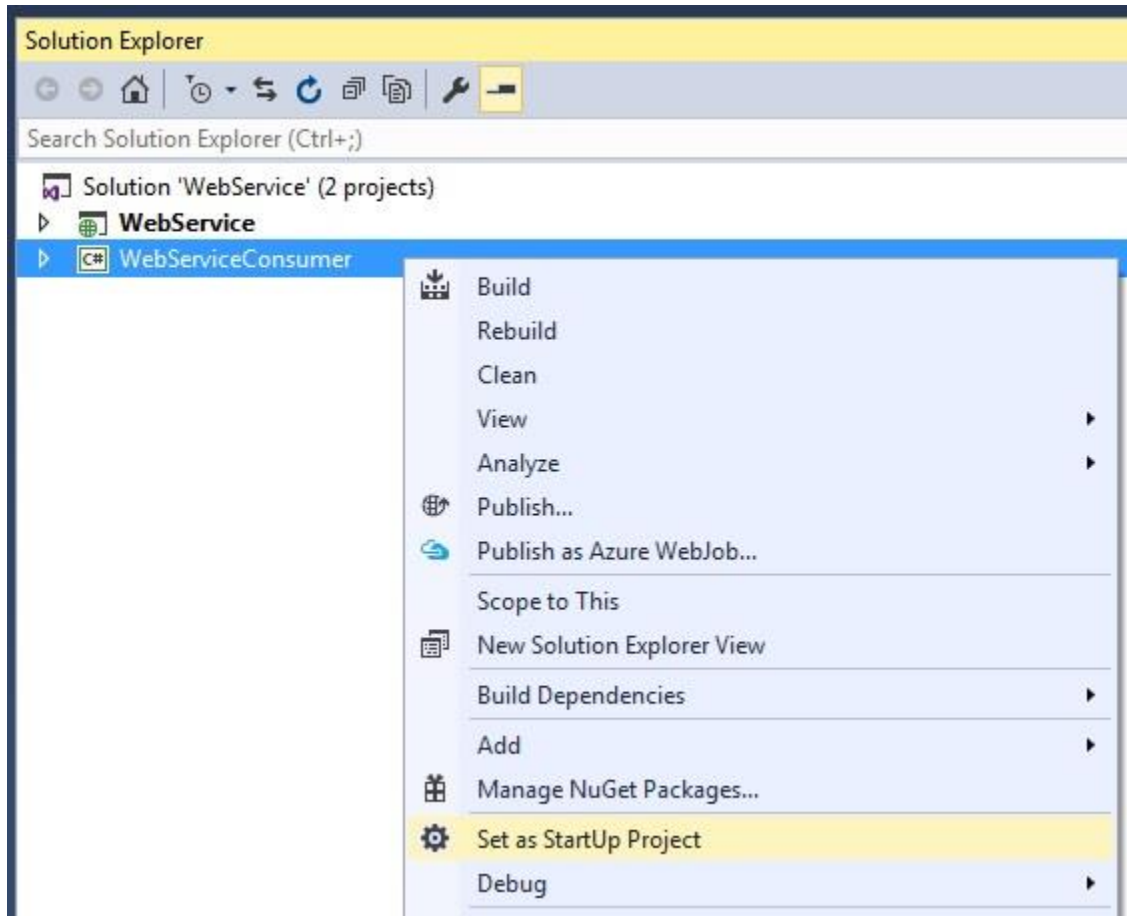 Solution Explorer
Search Solution Explorer (Ctrl+;)
Solution 'WebService' (2 projects)
WebService
C# WebServiceConsumer
Build
Rebuild
Clean
View
Analyze
Publish...
Publish as Azure WebJob...
Scope to This
New Solution Explorer View
Build Dependencies
Add
Manage NuGet Packages...
Set as StartUp Project
Debug